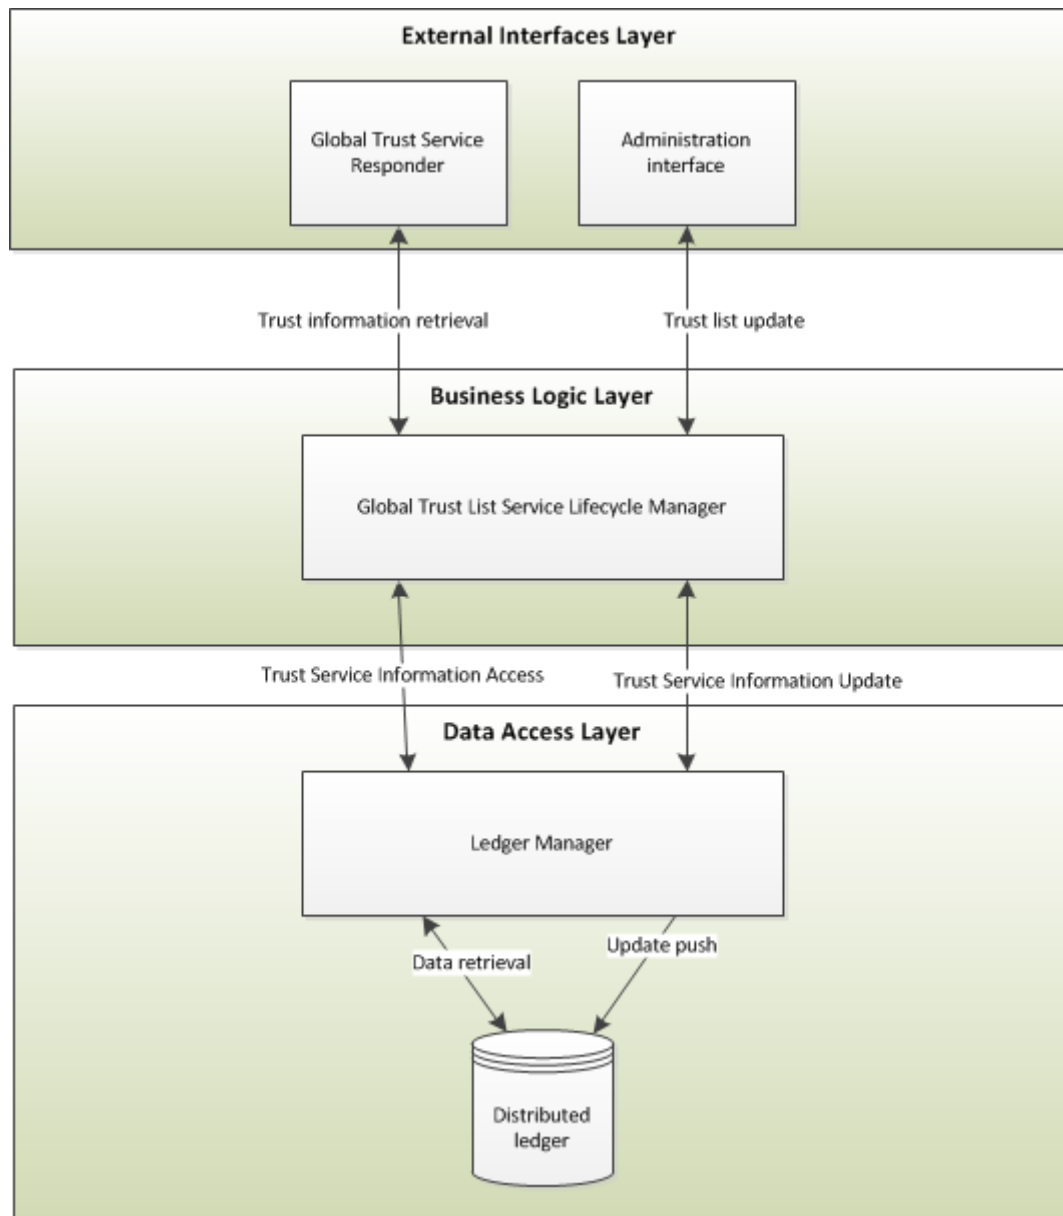 External Interfaces Layer
Global Trust Service
Responder
Administration
interface
Trust information retrieval
Trust list update
Business Logic Layer
Global Trust List Service Lifecycle Manager
Trust Service Information Access
Trust Service Information Update
Data Access Layer
Ledger Manager
Data retrieval
Update push
Distributed
ledger